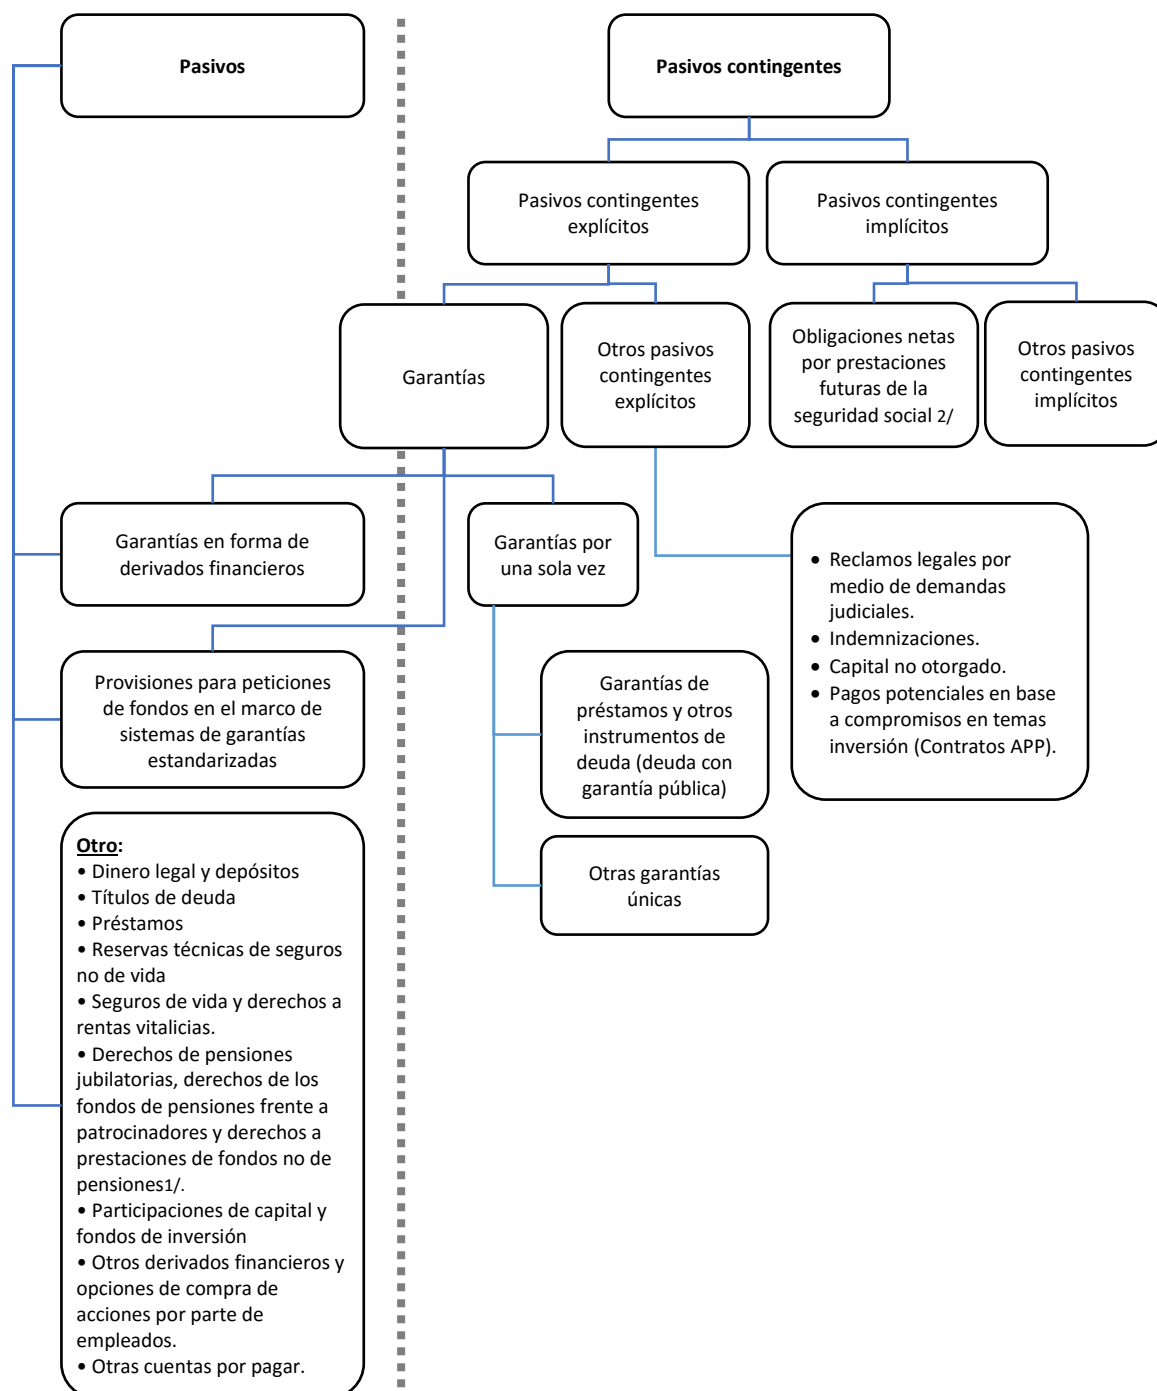 Pasivos
Pasivos contingentes
Pasivos contingentes
explícitos
Pasivos contingentes
implícitos
Garantías
Otros pasivos
contingentes
explícitos
Obligaciones netas
por prestaciones
futuras de la
seguridad social 2/
Otros pasivos
contingentes
implícitos
Garantías en forma de
derivados financieros
Garantías por
una sola vez
• Reclamos legales por
medio de demandas
judiciales.
• Indemnizaciones.
• Capital no otorgado.
• Pagos potenciales en base
a compromisos en temas
inversión (Contratos APP).
Provisiones para peticiones
de fondos en el marco de
sistemas de garantías
estandarizadas
Garantías de
préstamos y otros
instrumentos de
deuda (deuda con
garantía pública)
Otras garantías
únicas
Otro:
• Dinero legal y depósitos
• Títulos de deuda
• Préstamos
• Reservas técnicas de seguros
no de vida
• Seguros de vida y derechos a
rentas vitalicias.
• Derechos de pensiones
jubilatorias, derechos de los
fondos de pensiones frente a
patrocinadores y derechos a
prestaciones de fondos no de
pensiones1/.
• Participaciones de capital y
fondos de inversión
• Otros derivados financieros y
opciones de compra de
acciones por parte de
empleados.
• Otras cuentas por pagar.